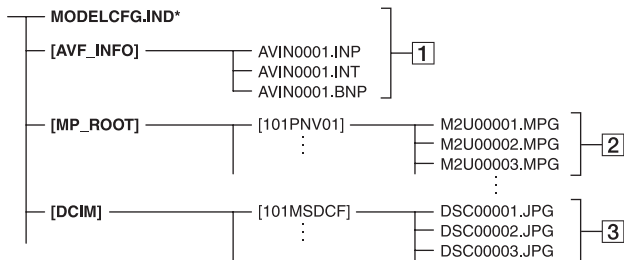 MODELCFG.IND*
[AVF_INFO] AVIN0001.INP 1
AVIN0001.INT
AVIN0001.BNP
[MP_ROOT] [101PNV01] M2U00001.MPG
M2U00002.MPG 2
M2U00003.MPG
[DCIM] [101MSDCF] DSC00001.JPG
DSC00002.JPG 3
DSC00003.JPG